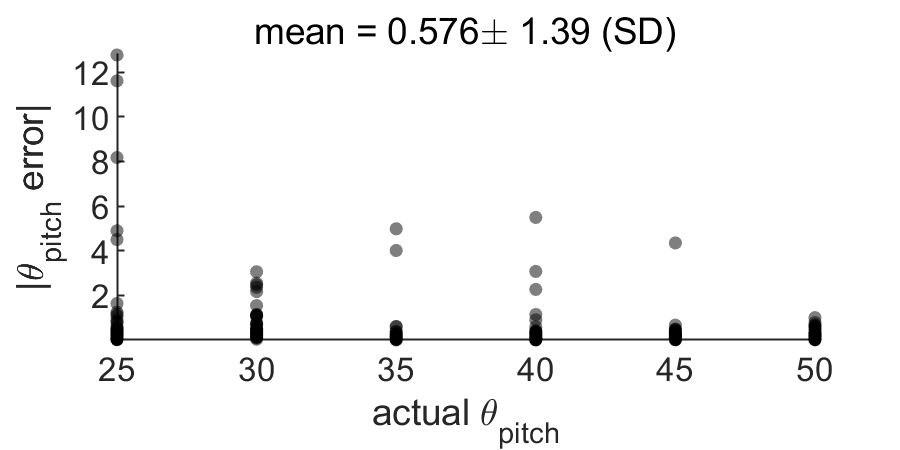 mean = 0.576± 1.39 (SD)
|θpitch error|
12
10
8
6
4
2
25 30 35 40 45 50
actual θpitch